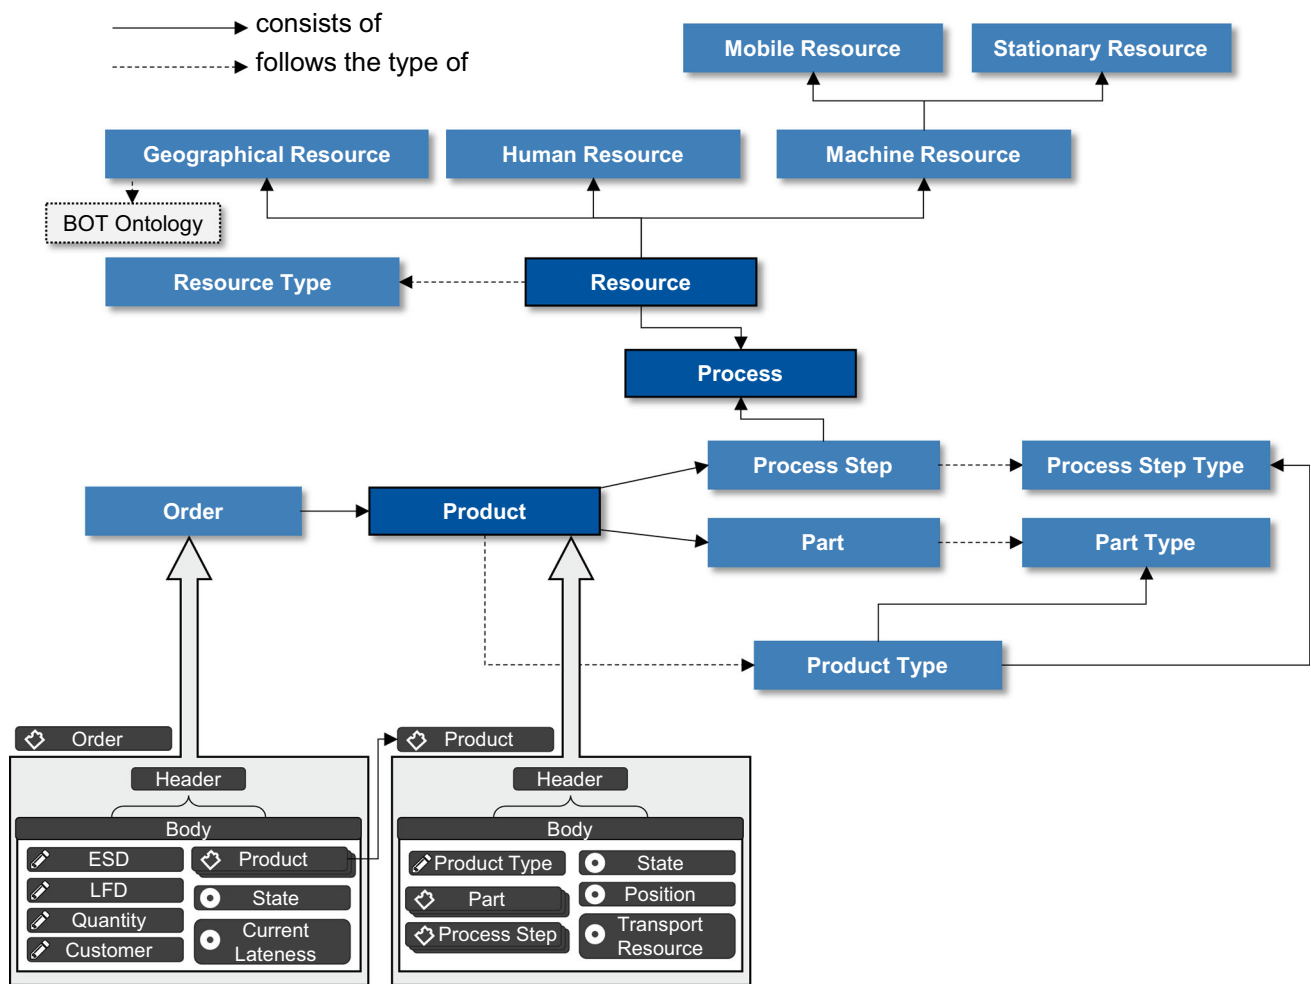 consists of
follows the type of
Mobile Resource
Stationary Resource
Geographical Resource
Human Resource
Machine Resource
BOT Ontology
Resource Type
Resource
Process
Process Step
Process Step Type
Order
Product
Part
Part Type
Product Type
Order
Header
Body
ESD
LFD
Quantity
Customer
Product
State
Current
Lateness
Product
Header
Body
Product Type
Part
Process Step
State
Position
Transport
Resource